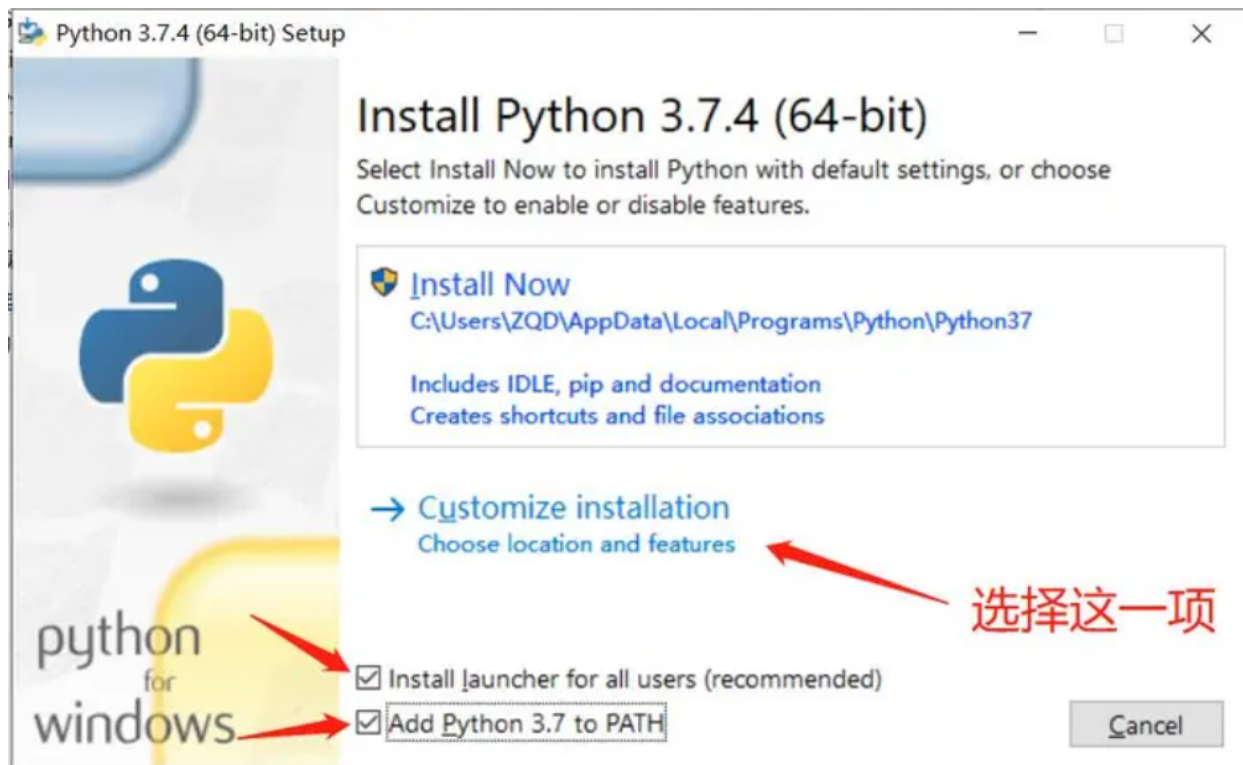 Python 3.7.4 (64-bit) Setup
Install Python 3.7.4 (64-bit)
Select Install Now to install Python with default settings, or choose
Customize to enable or disable features.
Install Now
C:\Users\ZQD\AppData\Local\Programs\Python\Python37
Includes IDLE, pip and documentation
Creates shortcuts and file associations
Customize installation
Choose location and features
选择这一项
python
for
windows
Install launcher for all users (recommended)
Add Python 3.7 to PATH
Cancel